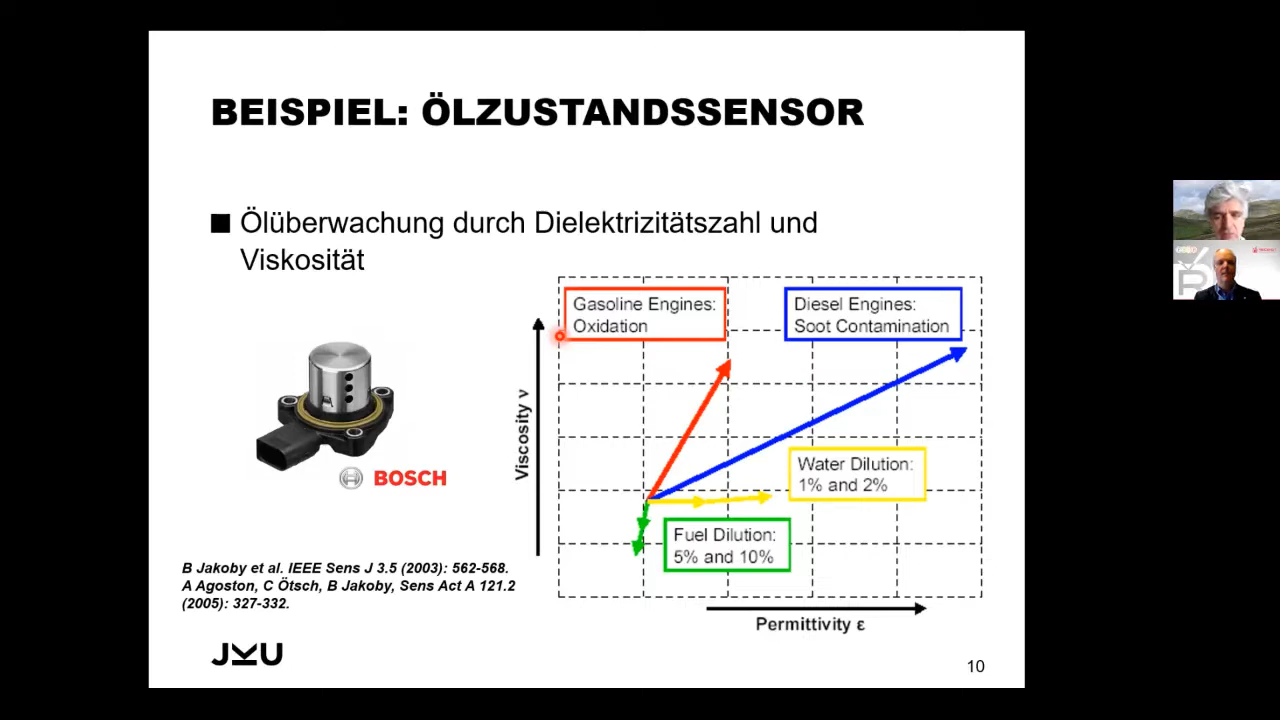 BEISPIEL: ÖLZUSTANDSSENSOR
Ölüberwachung durch Dielektrizitätszahl und
Viskosität
Gasoline Engines:
Oxidation
Diesel Engines:
Soot Contamination
Viscosity ν
Water Dilution:
1% and 2%
Fuel Dilution:
5% and 10%
Permittivity ε
BOSCH
B Jakoby et al. IEEE Sens J 3.5 (2003): 562-568.
A Agoston, C Ötsch, B Jakoby, Sens Act A 121.2
(2005): 327-332.
JKU
10